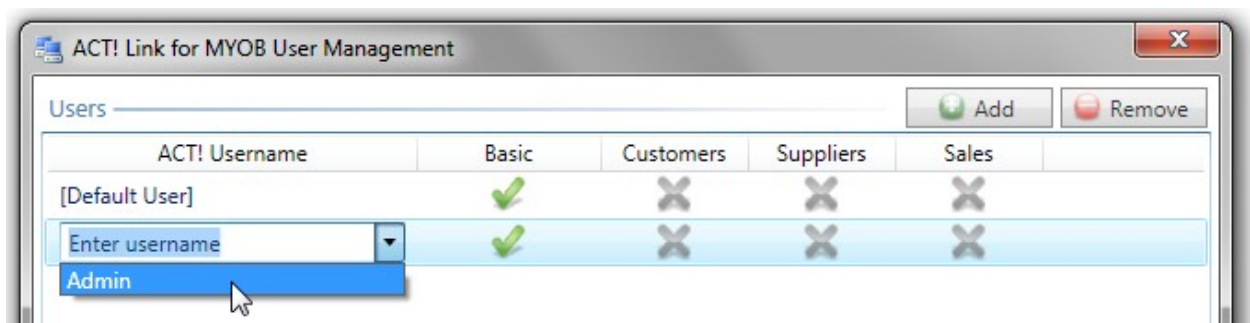 ACT! Link for MYOB User Management
Users Add Remove
ACT! Username Basic Customers Suppliers Sales
[Default User]
Enter username
Admin